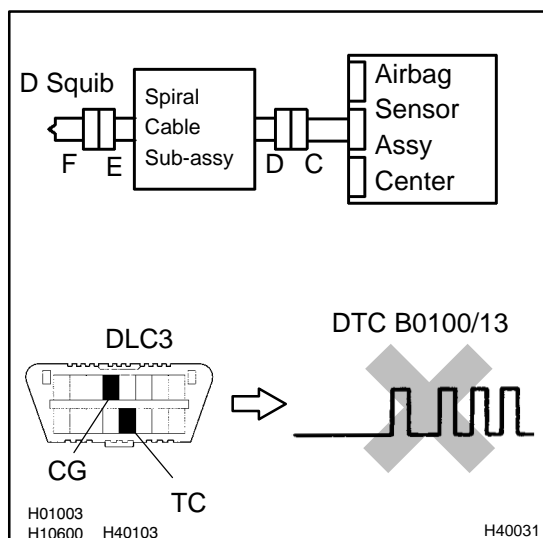 D Squib
Spiral
Cable
Sub-assy
Airbag
Sensor
Assy
Center
F
E
D
C
DLC3
DTC B0100/13
CG
TC
H01003
H10600 H40103
H40031